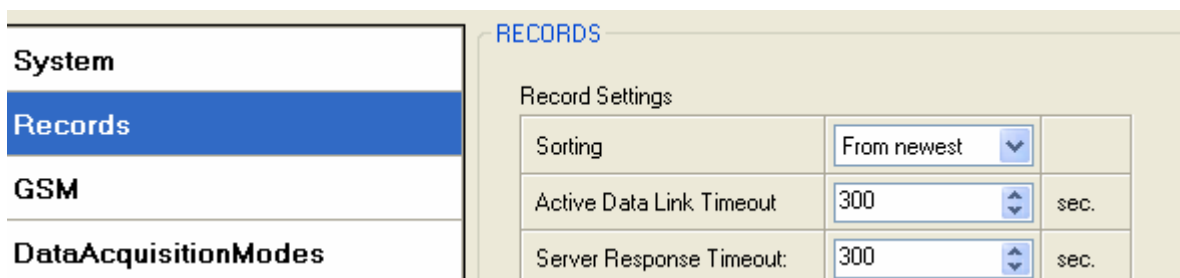 System
Records
GSM
DataAcquisitionModes
RECORDS
Record Settings
Sorting From newest
Active Data Link Timeout 300 sec.
Server Response Timeout: 300 sec.